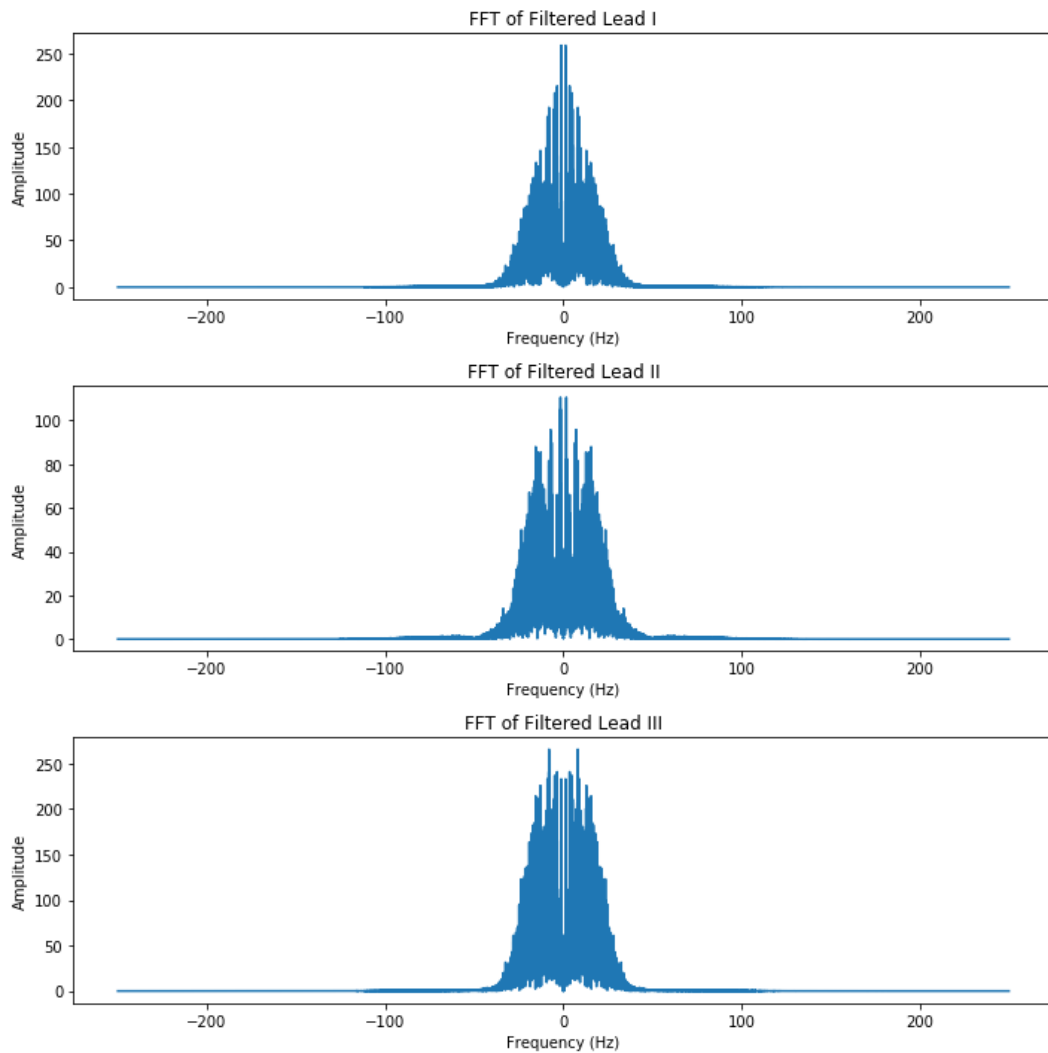 FFT of Filtered Lead I
Amplitude
250
200
150
100
50
0
−200 −100 0 100 200
Frequency (Hz)
FFT of Filtered Lead II
Amplitude
100
80
60
40
20
0
−200 −100 0 100 200
Frequency (Hz)
FFT of Filtered Lead III
Amplitude
250
200
150
100
50
0
−200 −100 0 100 200
Frequency (Hz)